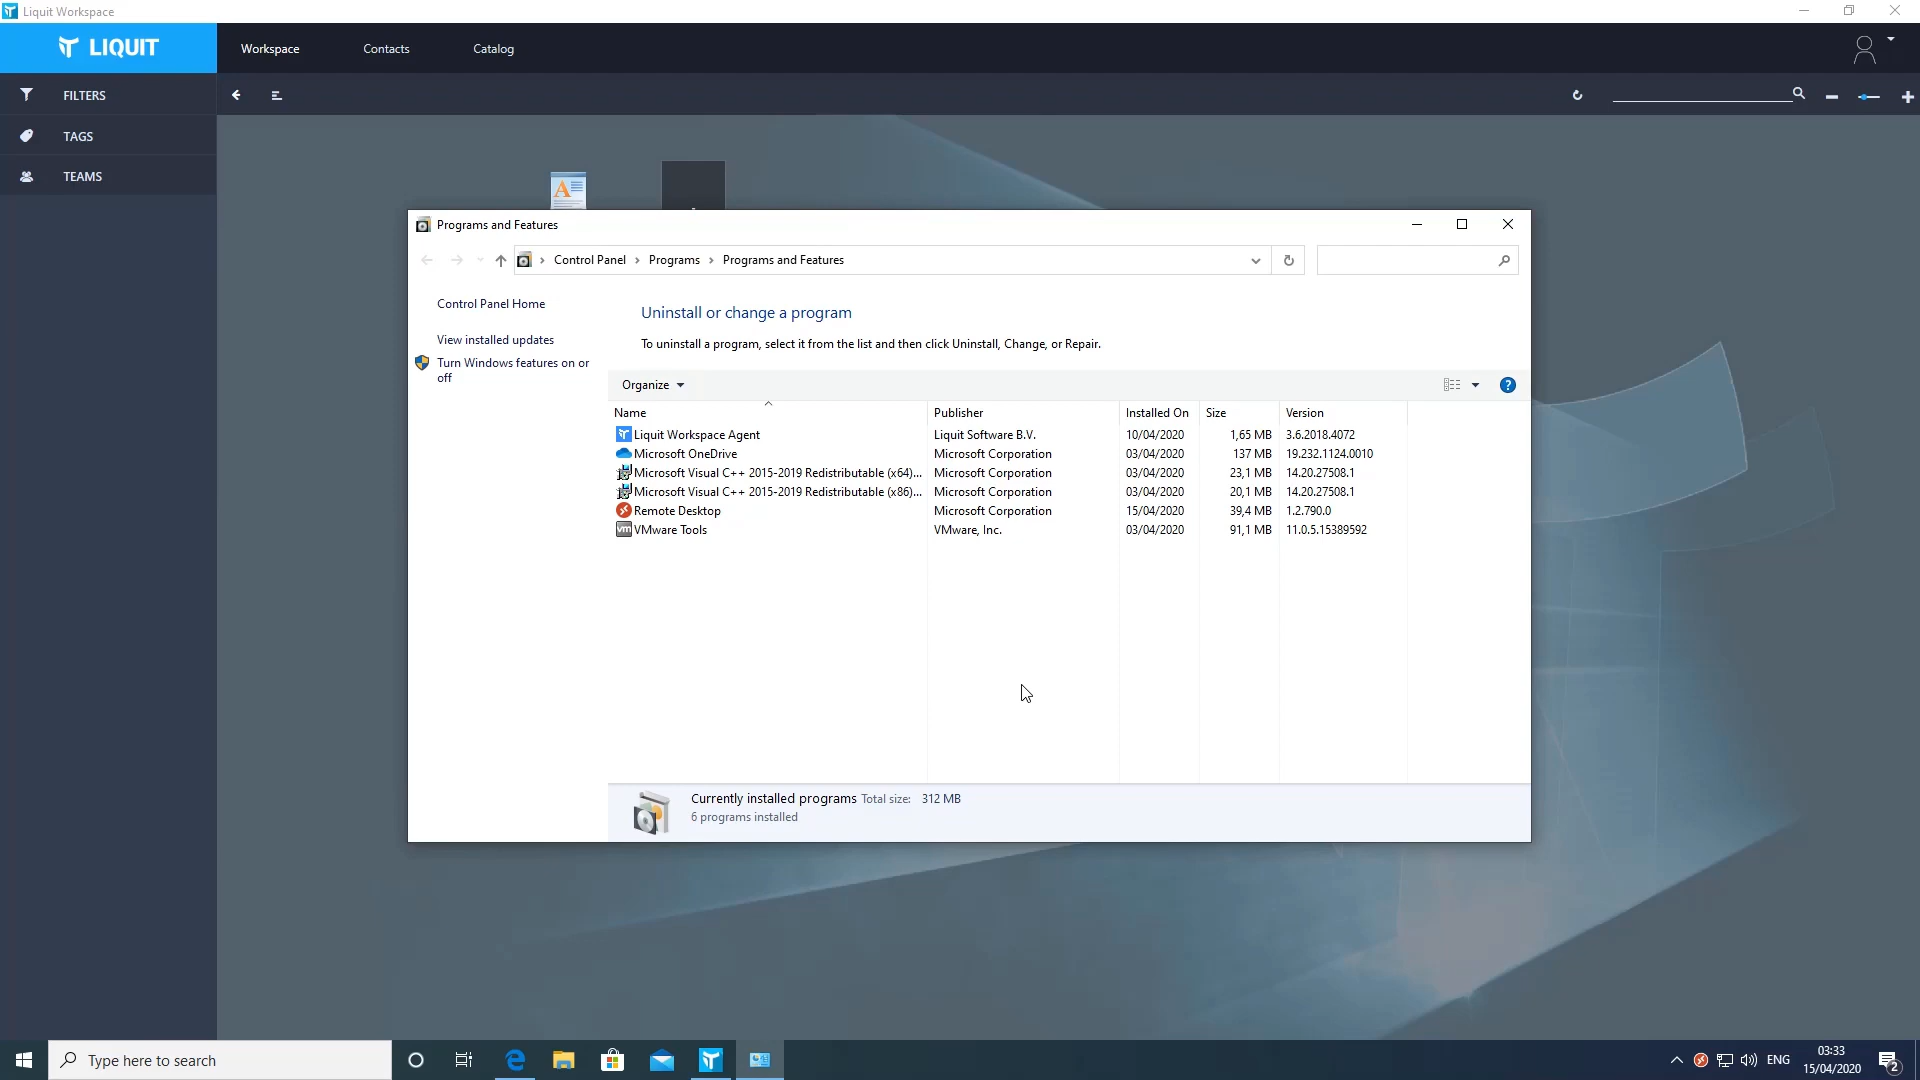 Liquit Workspace
LIQUIT
Workspace
Contacts
Catalog
FILTERS
TAGS
TEAMS
Programs and Features
Control Panel
Programs
Programs and Features
Control Panel Home
View installed updates
Turn Windows features on or
off
Uninstall or change a program
To uninstall a program, select it from the list and then click Uninstall, Change, or Repair.
Organize
?
Name Publisher Installed On Size Version
Liquit Workspace Agent Liquit Software B.V. 10/04/2020 1,65 MB 3.6.2018.4072
Microsoft OneDrive Microsoft Corporation 03/04/2020 137 MB 19.232.1124.0010
Microsoft Visual C++ 2015-2019 Redistributable (x64)... Microsoft Corporation 03/04/2020 23,1 MB 14.20.27508.1
Microsoft Visual C++ 2015-2019 Redistributable (x86)... Microsoft Corporation 03/04/2020 20,1 MB 14.20.27508.1
Remote Desktop Microsoft Corporation 15/04/2020 39,4 MB 1.2.790.0
VMware Tools VMware, Inc. 03/04/2020 91,1 MB 11.0.5.15389592
Currently installed programs Total size: 312 MB
6 programs installed
Type here to search
ENG
03:33
15/04/2020
2